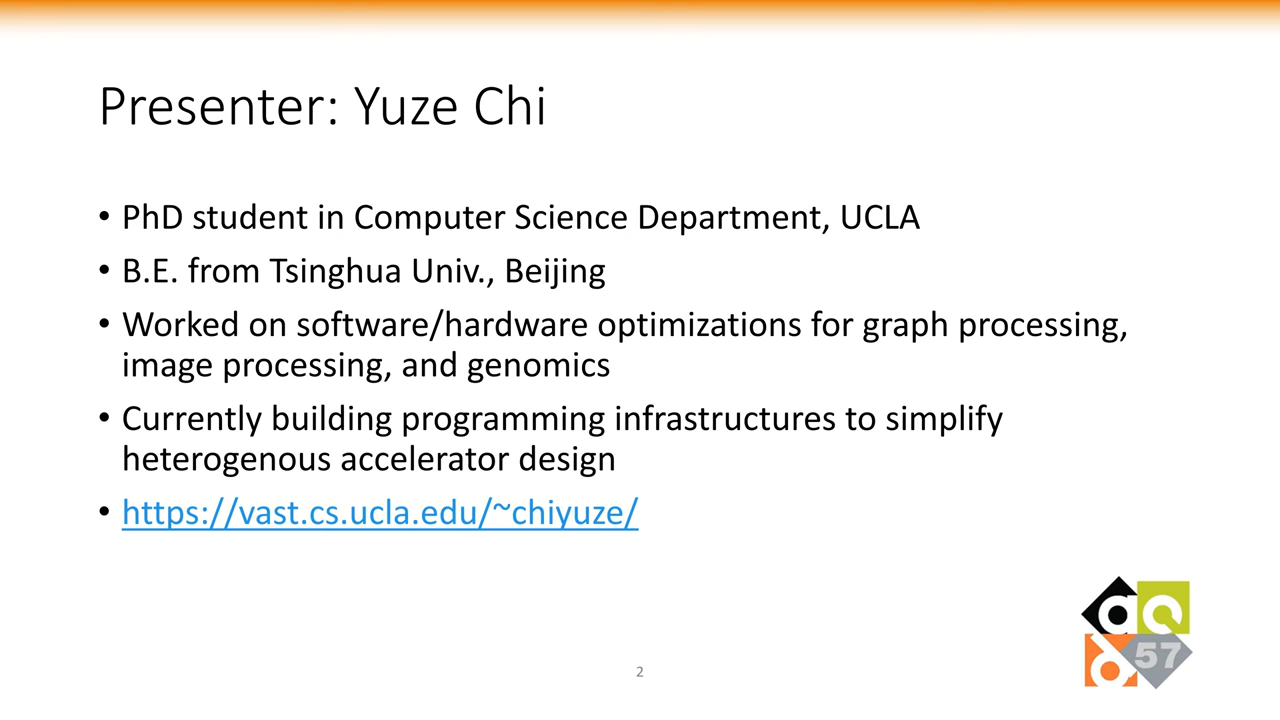 Presenter: Yuze Chi
• PhD student in Computer Science Department, UCLA
• B.E. from Tsinghua Univ., Beijing
• Worked on software/hardware optimizations for graph processing,
image processing, and genomics
• Currently building programming infrastructures to simplify
heterogenous accelerator design
• https://vast.cs.ucla.edu/~chiyuze/
57
2